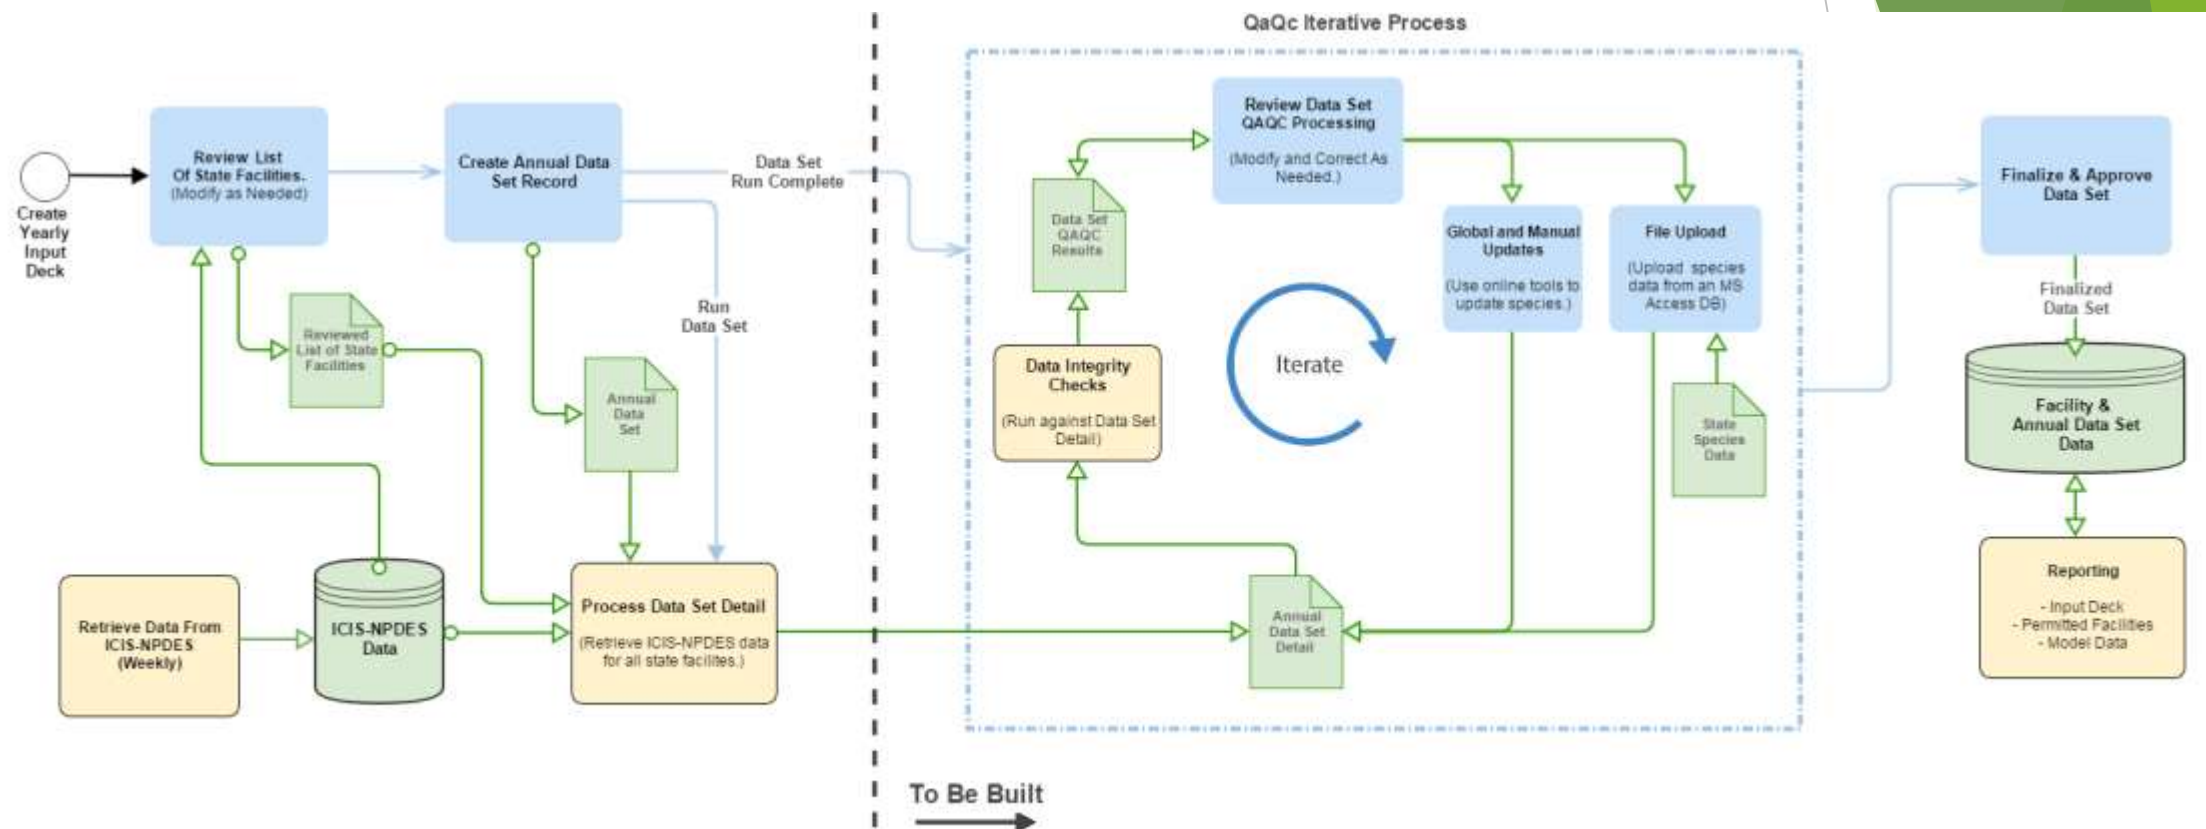 QaQc Iterative Process
Create
Yearly
Input
Deck
Review List
Of State Facilities.
(Modify as Needed)
Create Annual Data
Set Record
Data Set
Run Complete
Run
Data Set
Reviewed
List of State
Facilities
Annual
Data
Set
Retrieve Data From
ICIS-NPDES
(Weekly)
ICIS-NPDES
Data
Process Data Set Detail
(Retrieve ICIS-NPDES data
for all state facilites.)
Review Data Set
QAQC Processing
(Modify and Correct As
Needed.)
Data Set
QAQC
Results
Global and Manual
Updates
(Use online tools to
update species.)
File Upload
(Upload species
data from an MS
Access DB)
Data Integrity
Checks
(Run against Data Set
Detail)
Iterate
State
Species
Data
Annual
Data Set
Detail
Finalize & Approve
Data Set
Finalized
Data Set
Facility &
Annual Data Set
Data
Reporting
- Input Deck
- Permitted Facilities
- Model Data
To Be Built